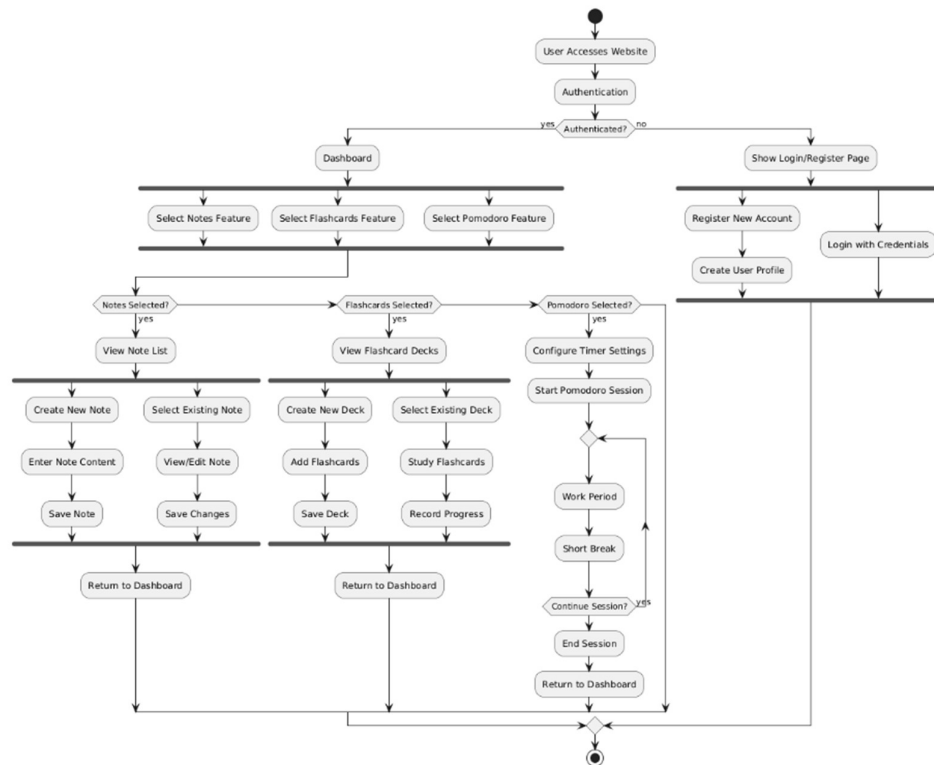 User Accesses Website
Authentication
yes
Authenticated?
no
Dashboard
Show Login/Register Page
Select Notes Feature
Select Flashcards Feature
Select Pomodoro Feature
Register New Account
Login with Credentials
Create User Profile
Notes Selected?
Flashcards Selected?
Pomodoro Selected?
yes
yes
yes
View Note List
View Flashcard Decks
Configure Timer Settings
Start Pomodoro Session
Create New Note
Select Existing Note
Create New Deck
Select Existing Deck
Enter Note Content
View/Edit Note
Add Flashcards
Study Flashcards
Work Period
Save Note
Save Changes
Save Deck
Record Progress
Short Break
Return to Dashboard
Return to Dashboard
Continue Session?
yes
End Session
Return to Dashboard